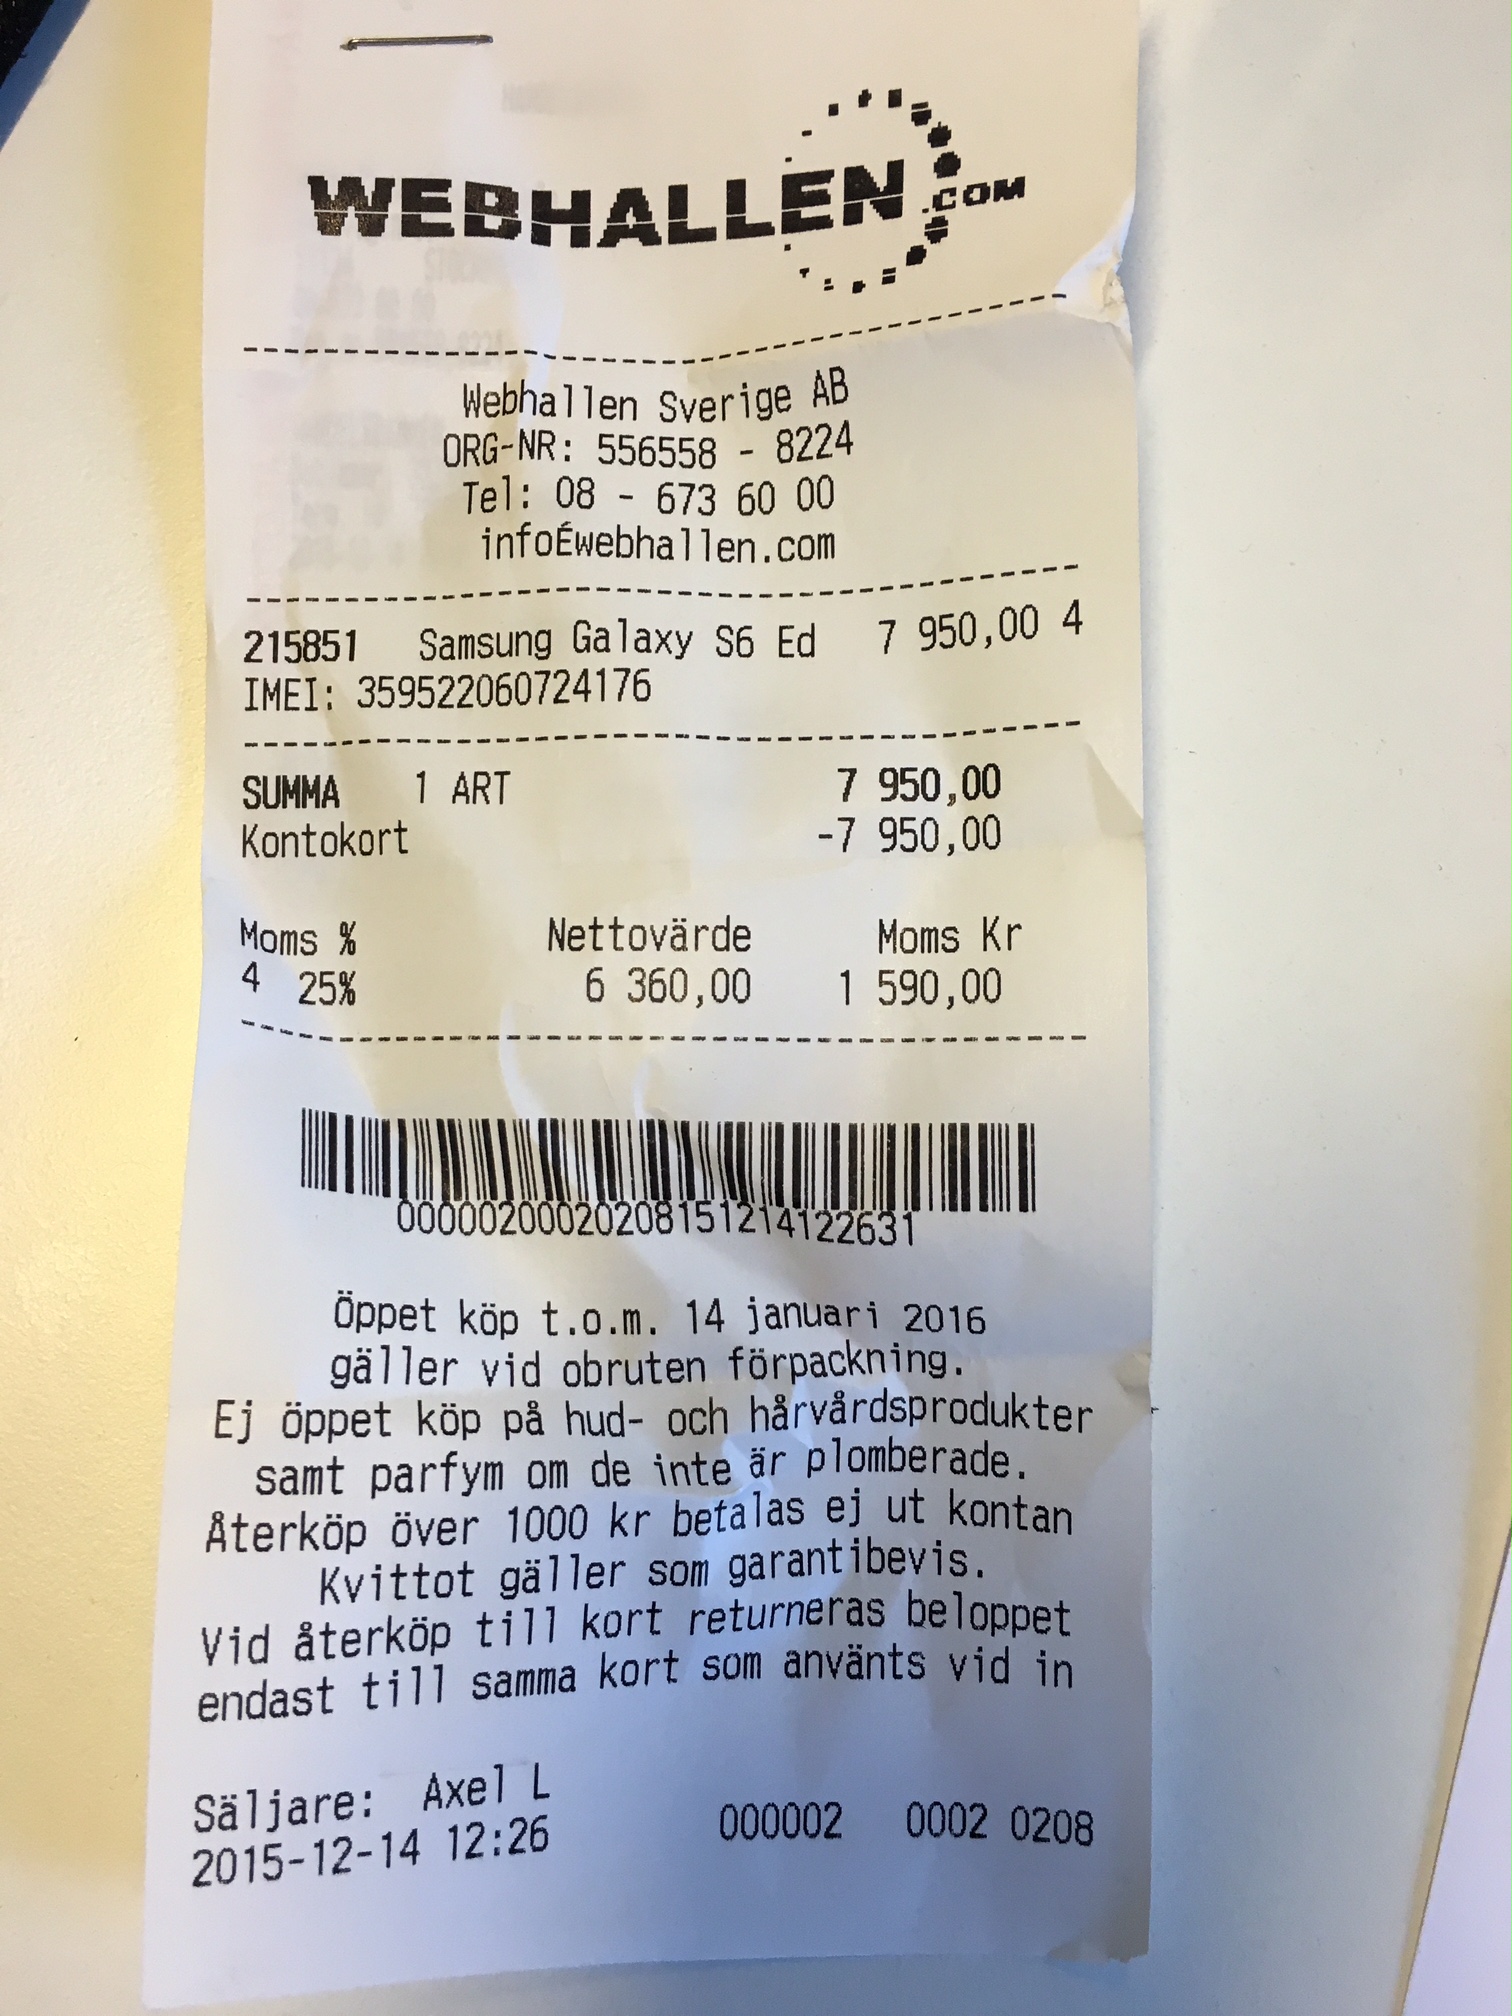 WEBHALLEN.COM
Webhallen Sverige AB
ORG-NR: 556558 - 8224
Tel: 08 - 673 60 00
infoÉwebhallen.com
215851 Samsung Galaxy S6 Ed 7 950,00 4
IMEI: 359522060724176
SUMMA 1 ART 7 950,00
Kontokort -7 950,00
Moms % Nettovärde Moms Kr
4 25% 6 360,00 1 590,00
00000200020208151214122631
Öppet köp t.o.m. 14 januari 2016
gäller vid obruten förpackning.
Ej öppet köp på hud- och hårvårdsprodukter
samt parfym om de inte är plomberade.
Återköp över 1000 kr betalas ej ut kontan
Kvittot gäller som garantibevis.
Vid återköp till kort returneras beloppet
endast till samma kort som använts vid in
Säljare: Axel L
2015-12-14 12:26 000002 0002 0208